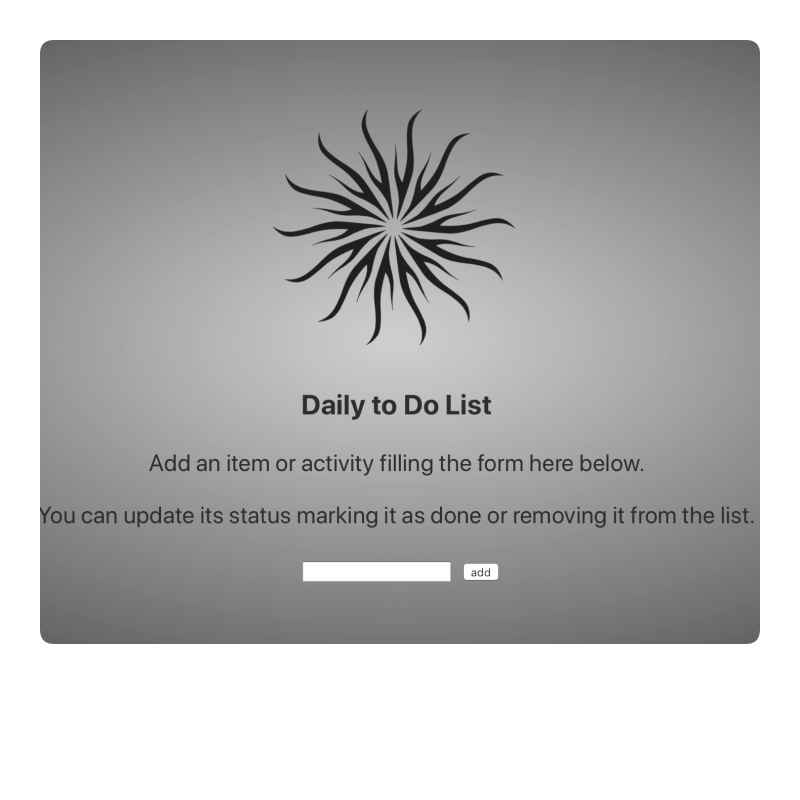 Daily to Do List
Add an item or activity filling the form here below.
You can update its status marking it as done or removing it from the list.
add